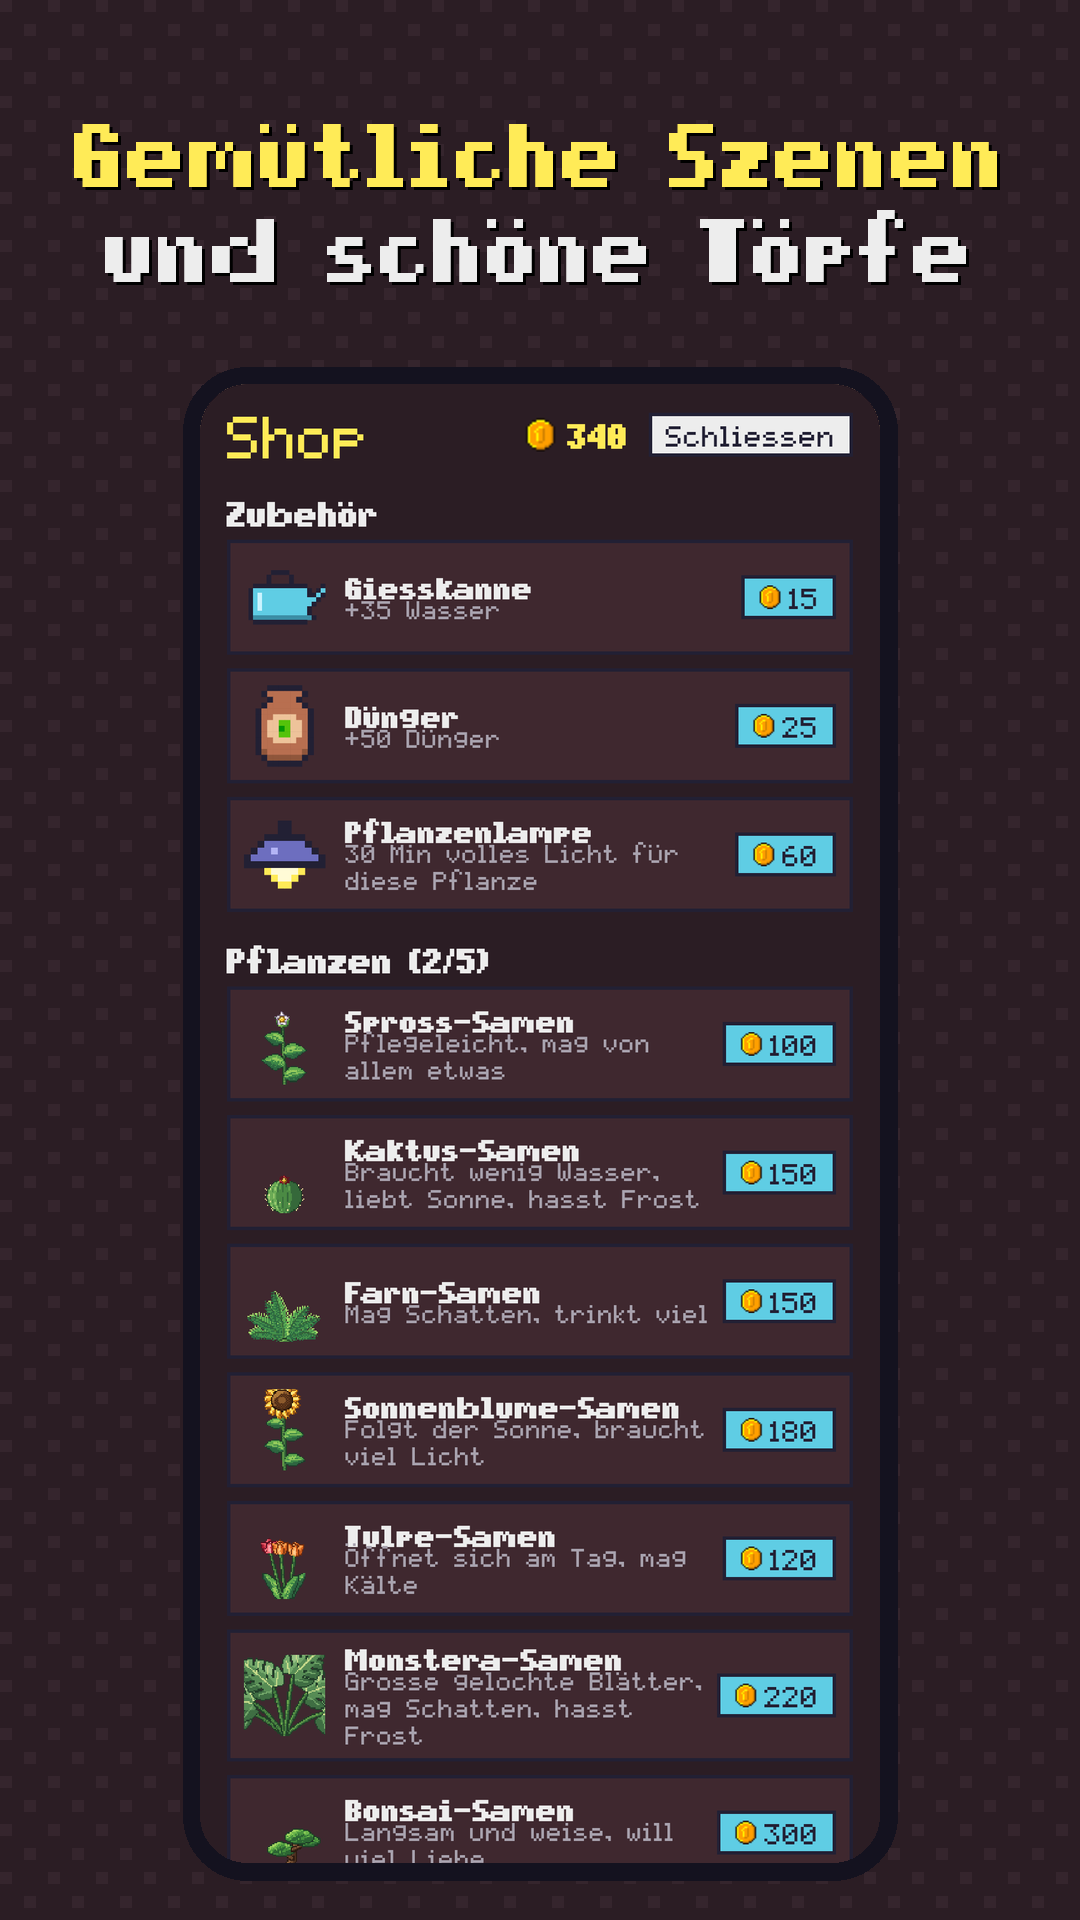 Gemütliche Szenen
und schöne Töpfe
Shop
340
Schliessen
Zubehör
Giesskanne
+35 Wasser
15
Dünger
+50 Dünger
25
Pflanzenlampe
30 Min volles Licht für
diese Pflanze
60
Pflanzen (2/5)
Spross-Samen
Pflegeleicht, mag von
allem etwas
100
Kaktus-Samen
Braucht wenig Wasser,
liebt Sonne, hasst Frost
150
Farn-Samen
Mag Schatten, trinkt viel
150
Sonnenblume-Samen
Folgt der Sonne, braucht
viel Licht
180
Tulpe-Samen
Öffnet sich am Tag, mag
Kälte
120
Monstera-Samen
Grosse gelochte Blätter,
mag Schatten, hasst
Frost
220
Bonsai-Samen
Langsam und weise, will
viel Liebe
300